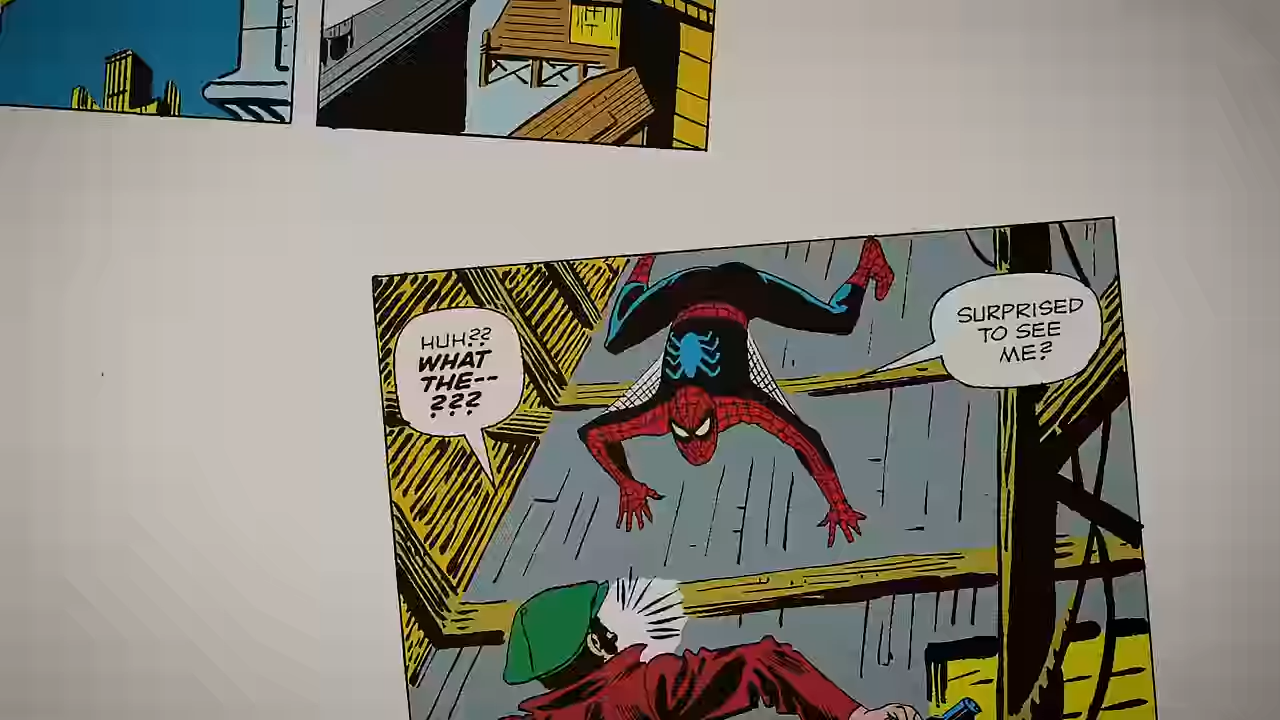 HUH??
WHAT
THE--
???
SURPRISED
TO SEE
ME?